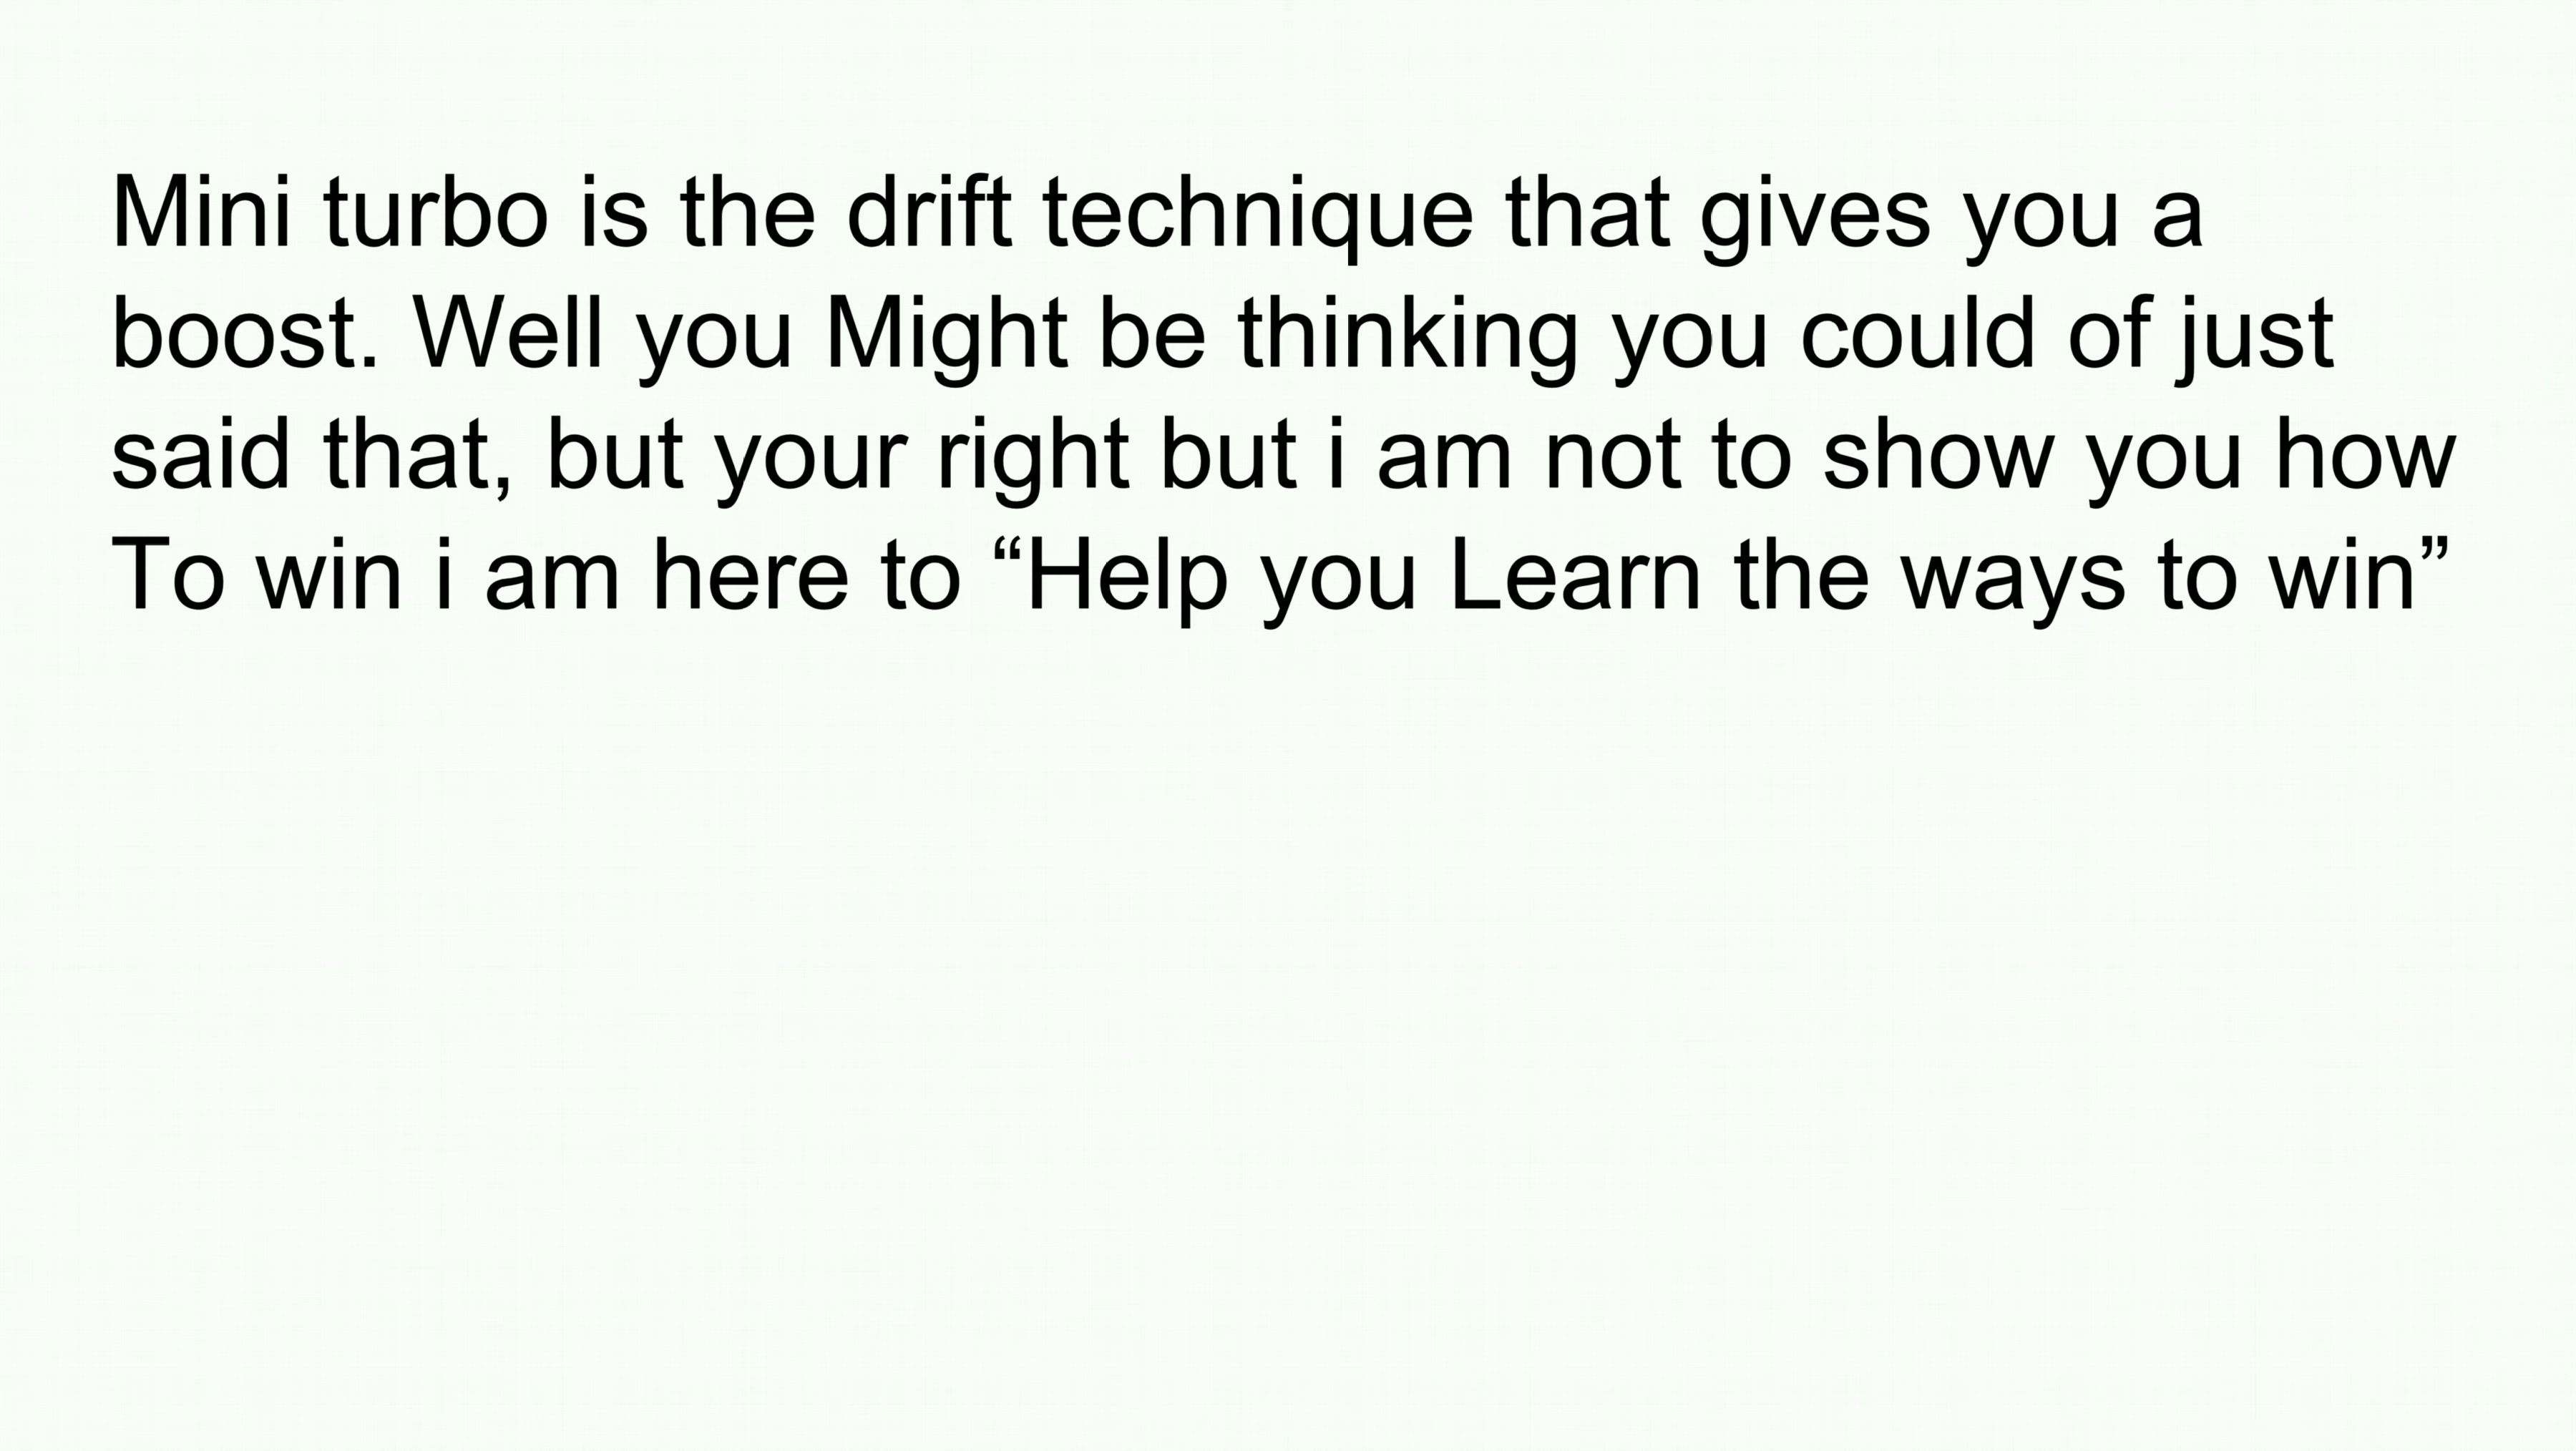 Mini turbo is the drift technique that gives you a
boost. Well you Might be thinking you could of just
said that, but your right but i am not to show you how
To win i am here to “Help you Learn the ways to win”